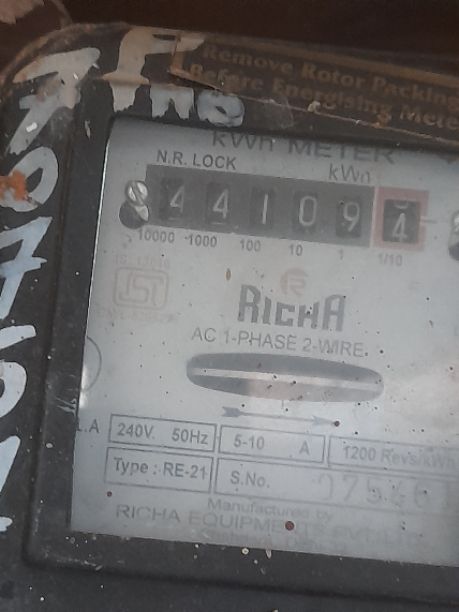 Remove Rotor Packing
Before Energising Meter
kWh METER
N.R. LOCK
kWh
4 4 1 0 9 4
10000 1000 100 10 1 1/10
RICHA
AC 1-PHASE 2-WIRE
240V. 50Hz 5-10 A 1200 Revs/kWh
Type : RE-21 S.No.
Manufactured by
RICHA EQUIPMENTS